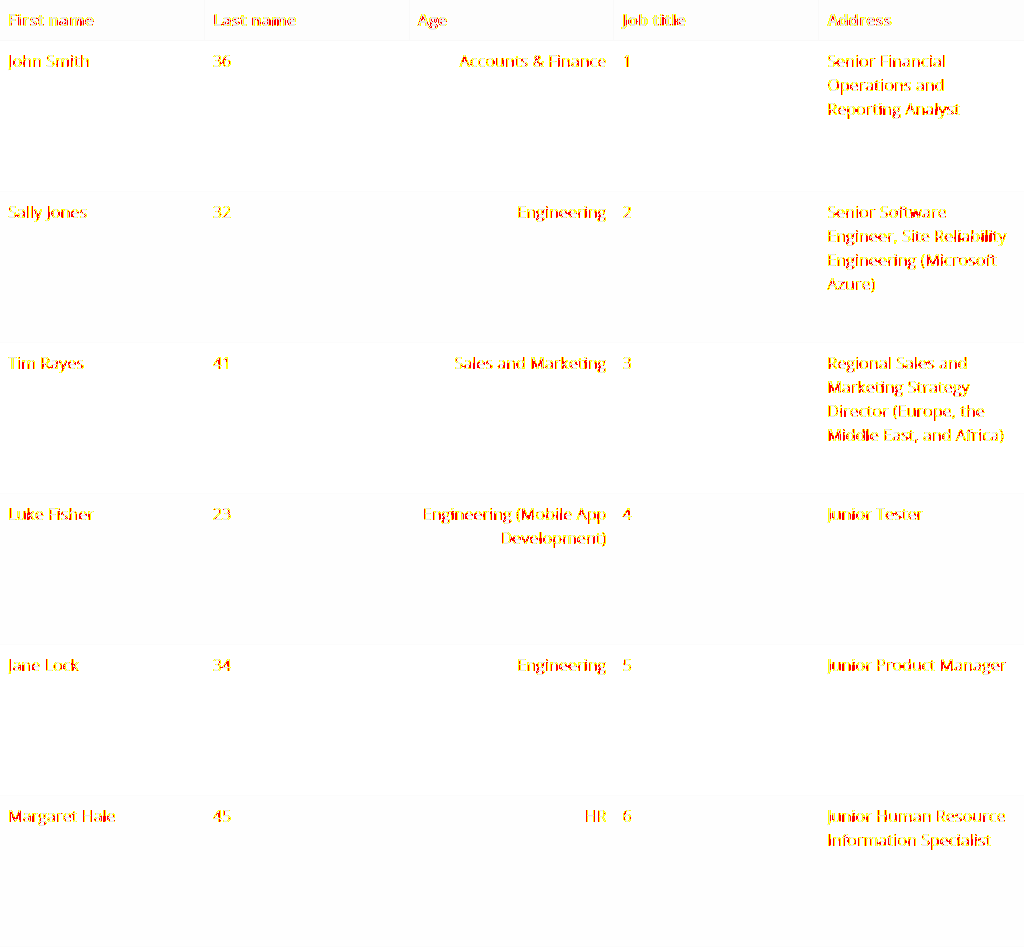 First name Last name Age Job title Address
John Smith 36 Accounts & Finance 1 Senior Financial
Operations and
Reporting Analyst
Sally Jones 32 Engineering 2 Senior Software
Engineer, Site Reliability
Engineering (Microsoft
Azure)
Tim Rayes 41 Sales and Marketing 3 Regional Sales and
Marketing Strategy
Director (Europe, the
Middle East, and Africa)
Luke Fisher 23 Engineering (Mobile App 4 Junior Tester
Development)
Jane Lock 34 Engineering 5 Junior Product Manager
Margaret Hale 45 HR 6 Junior Human Resource
Information Specialist